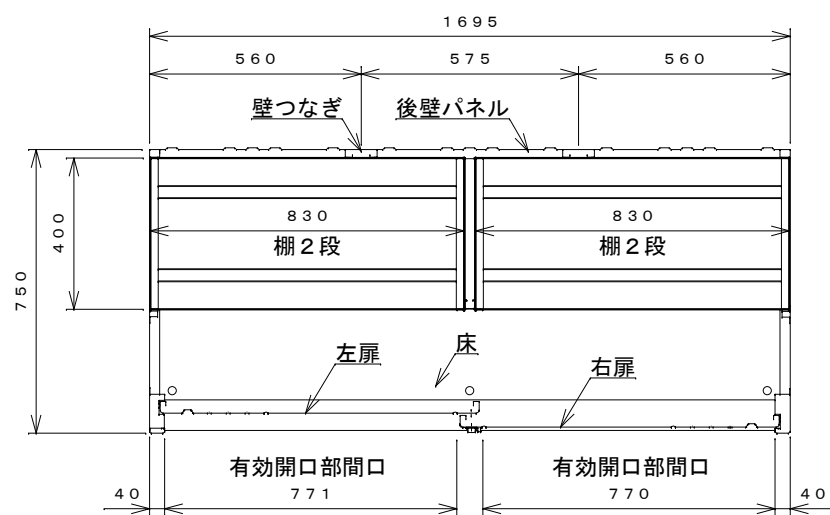 １６９５
５６０ ５７５ ５６０
壁つなぎ 後壁パネル
８３０ ８３０
棚２段 棚２段
４００
７５０
左扉 床 右扉
有効開口部間口 有効開口部間口
４０ ７７１ ７７０ ４０